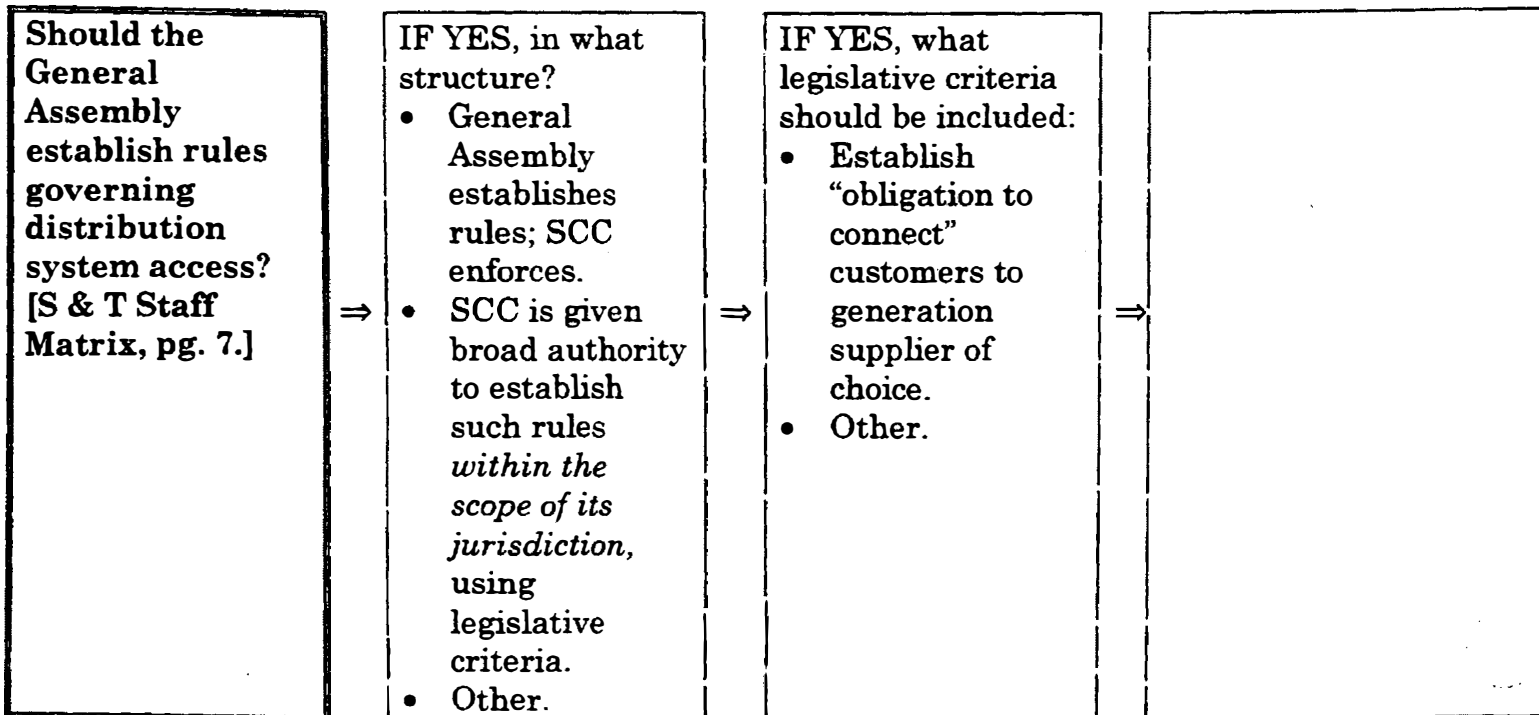 Should the
General
Assembly
establish rules
governing
distribution
system access?
[S & T Staff
Matrix, pg. 7.]
⇒
IF YES, in what
structure?
• General
Assembly
establishes
rules; SCC
enforces.
• SCC is given
broad authority
to establish
such rules
within the
scope of its
jurisdiction,
using
legislative
criteria.
• Other.
⇒
IF YES, what
legislative criteria
should be included:
• Establish
“obligation to
connect”
customers to
generation
supplier of
choice.
• Other.
⇒